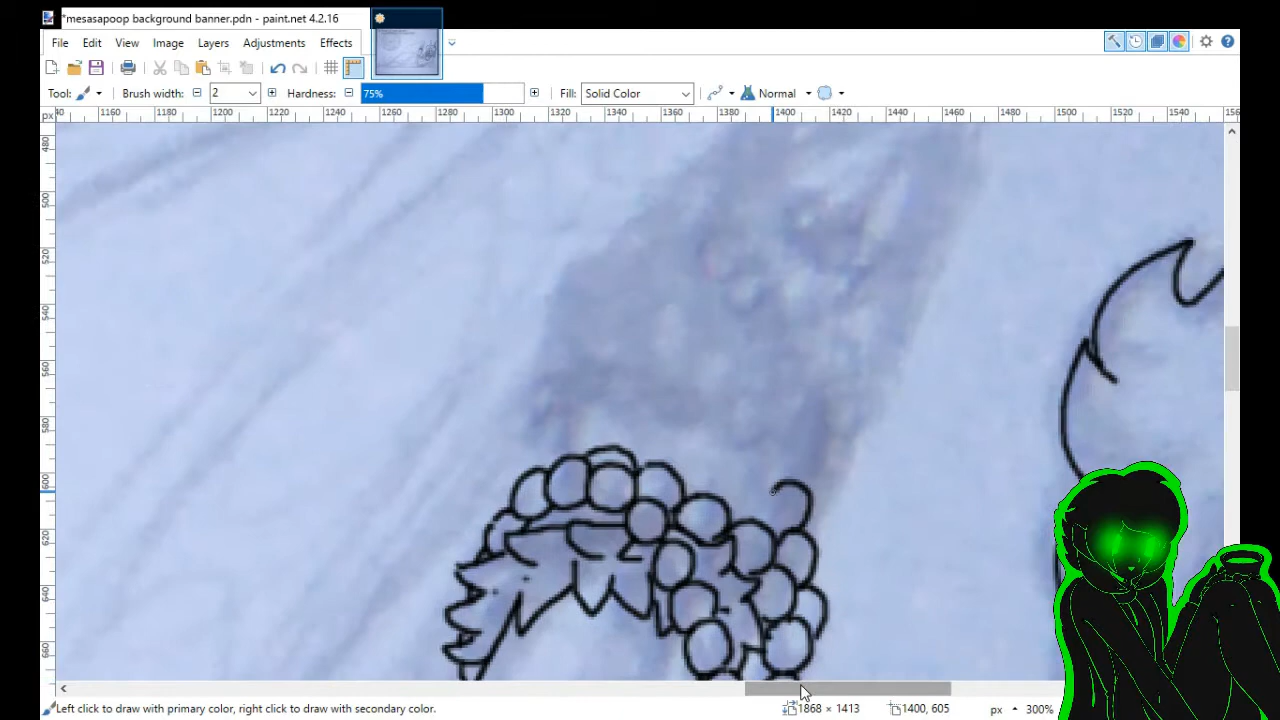 *mesasapoop background banner.pdn - paint.net 4.2.16
File Edit View Image Layers Adjustments Effects
Tool: Brush width: 2 Hardness: 75% Fill: Solid Color Normal
px 40 1160 1180 1200 1220 1240 1260 1280 1300 1320 1340 1360 1380 1400 1420 1440 1460 1480 1500 1520 1540 156
480
500
520
540
560
580
600
620
640
660
Left click to draw with primary color, right click to draw with secondary color. 1868 × 1413 1400, 605 px 300%